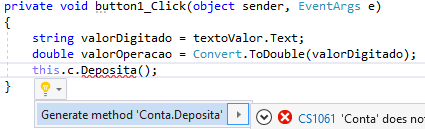 private void button1_Click(object sender, EventArgs e)
{
string valorDigitado = textoValor.Text;
double valorOperacao = Convert.ToDouble(valorDigitado);
this.c.Deposita();
}
Generate method 'Conta.Deposita' CS1061 'Conta' does no